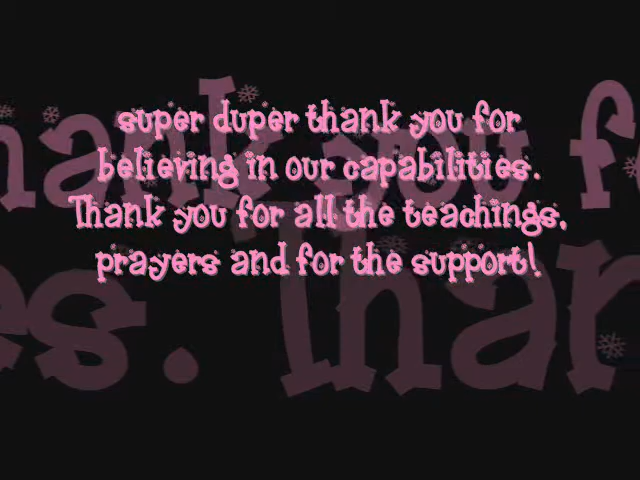 super duper thank you for
believing in our capabilities.
Thank you for all the teachings,
prayers and for the support!